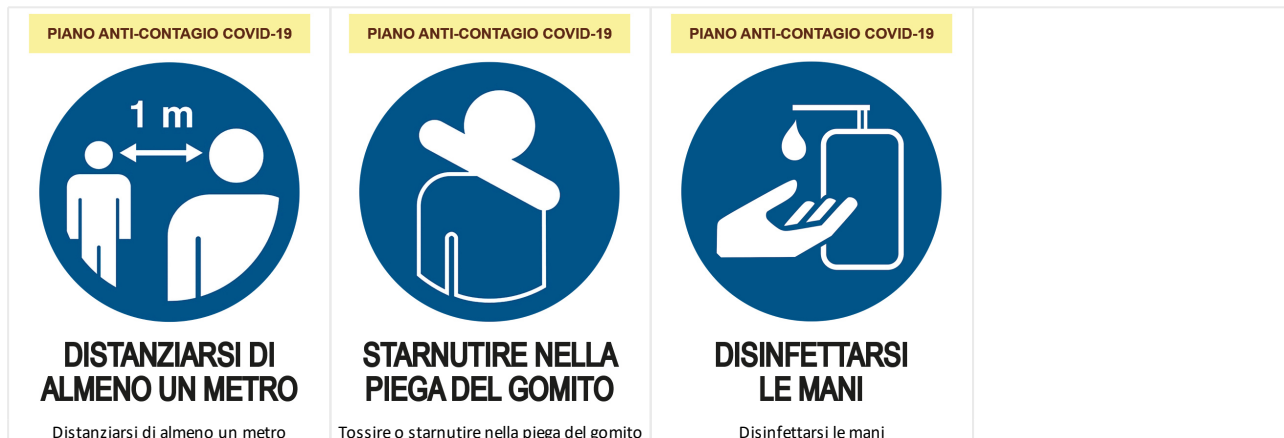 PIANO ANTI-CONTAGIO COVID-19
1 m
DISTANZIARSI DI
ALMENO UN METRO
Distanziarsi di almeno un metro
PIANO ANTI-CONTAGIO COVID-19
STARNUTIRE NELLA
PIEGA DEL GOMITO
Tossire o starnutire nella piega del gomito
PIANO ANTI-CONTAGIO COVID-19
DISINFETTARSI
LE MANI
Disinfettarsi le mani